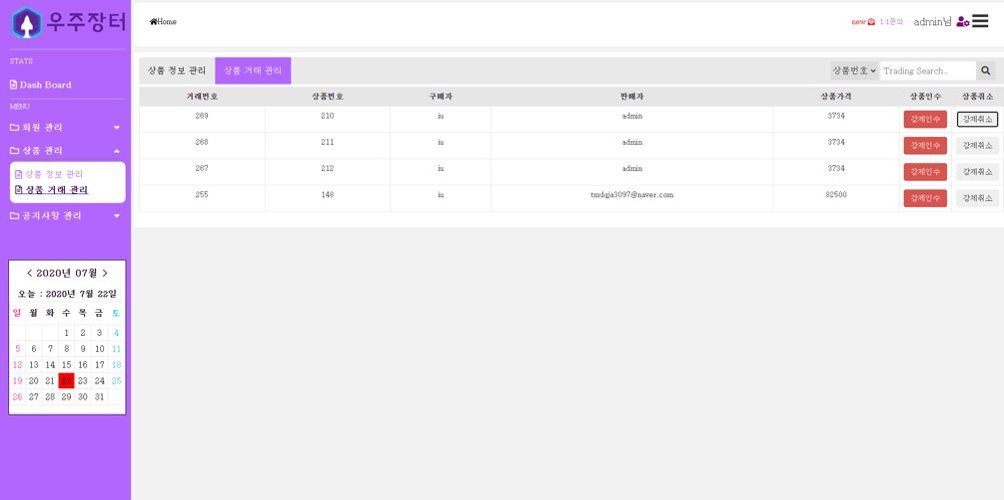 우주장터
STATS
Dash Board
MENU
회원 관리
상품 관리
상품 정보 관리
상품 거래 관리
공지사항 관리
< 2020년 07월 >
오늘 : 2020년 7월 22일
일 월 화 수 목 금 토
1 2 3 4
5 6 7 8 9 10 11
12 13 14 15 16 17 18
19 20 21 22 23 24 25
26 27 28 29 30 31
Home
new 1:1문의 admin님
상품 정보 관리 상품 거래 관리 상품번호 Trading Search..
거래번호 상품번호 구매자 판매자 상품가격 상품인수 상품취소
269 210 iu admin 3734 강제인수 강제취소
268 211 iu admin 3734 강제인수 강제취소
267 212 iu admin 3734 강제인수 강제취소
255 148 iu tmdqja3097@naver.com 82500 강제인수 강제취소